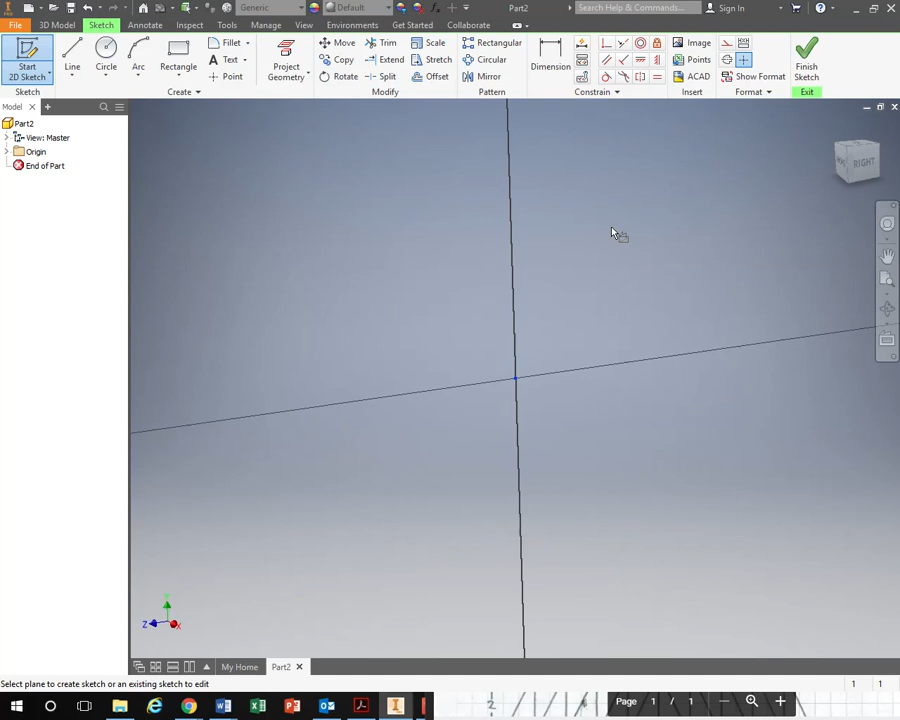 Generic
Default
Part2
Search Help & Commands...
Sign In
File
3D Model
Sketch
Annotate
Inspect
Tools
Manage
View
Environments
Get Started
Collaborate
Start
2D Sketch
Line
Circle
Arc
Rectangle
Fillet
Text
Point
Project
Geometry
Move
Copy
Rotate
Trim
Extend
Split
Scale
Stretch
Offset
Rectangular
Circular
Mirror
Dimension
Image
Points
ACAD
Show Format
Finish
Sketch
Sketch
Create
Modify
Pattern
Constrain
Insert
Format
Exit
Model
Part2
View: Master
Origin
End of Part
RIGHT
Y
Z
X
My Home
Part2
Select plane to create sketch or an existing sketch to edit
1
1
Page 1 / 1